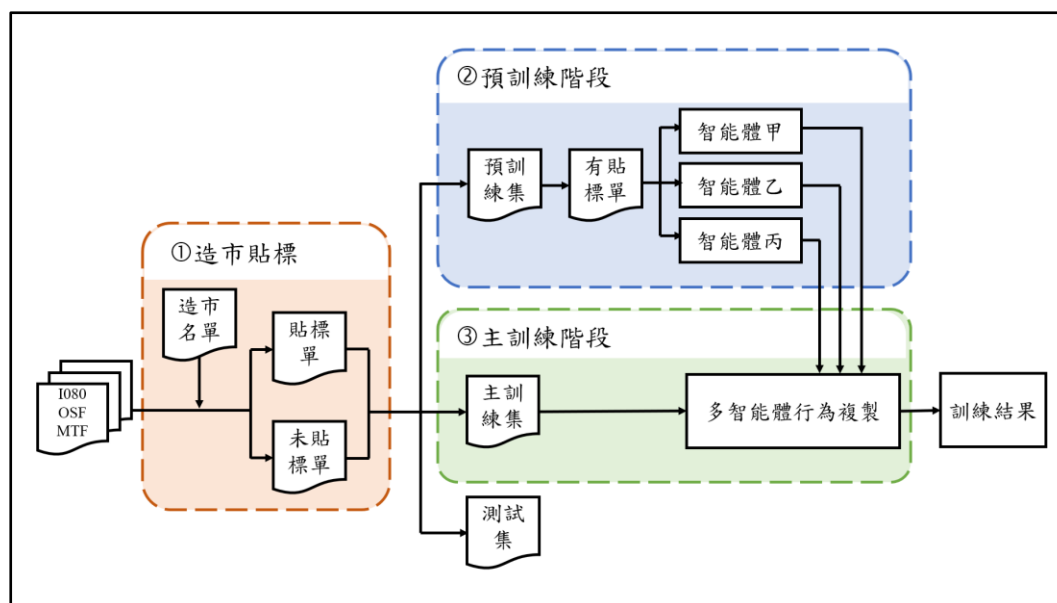 I080
OSF
MTF
①造市貼標
造市
名單
貼標
單
未貼
標單
②預訓練階段
預訓
練集
有貼
標單
智能體甲
智能體乙
智能體丙
③主訓練階段
主訓
練集
多智能體行為複製
訓練結果
測試
集